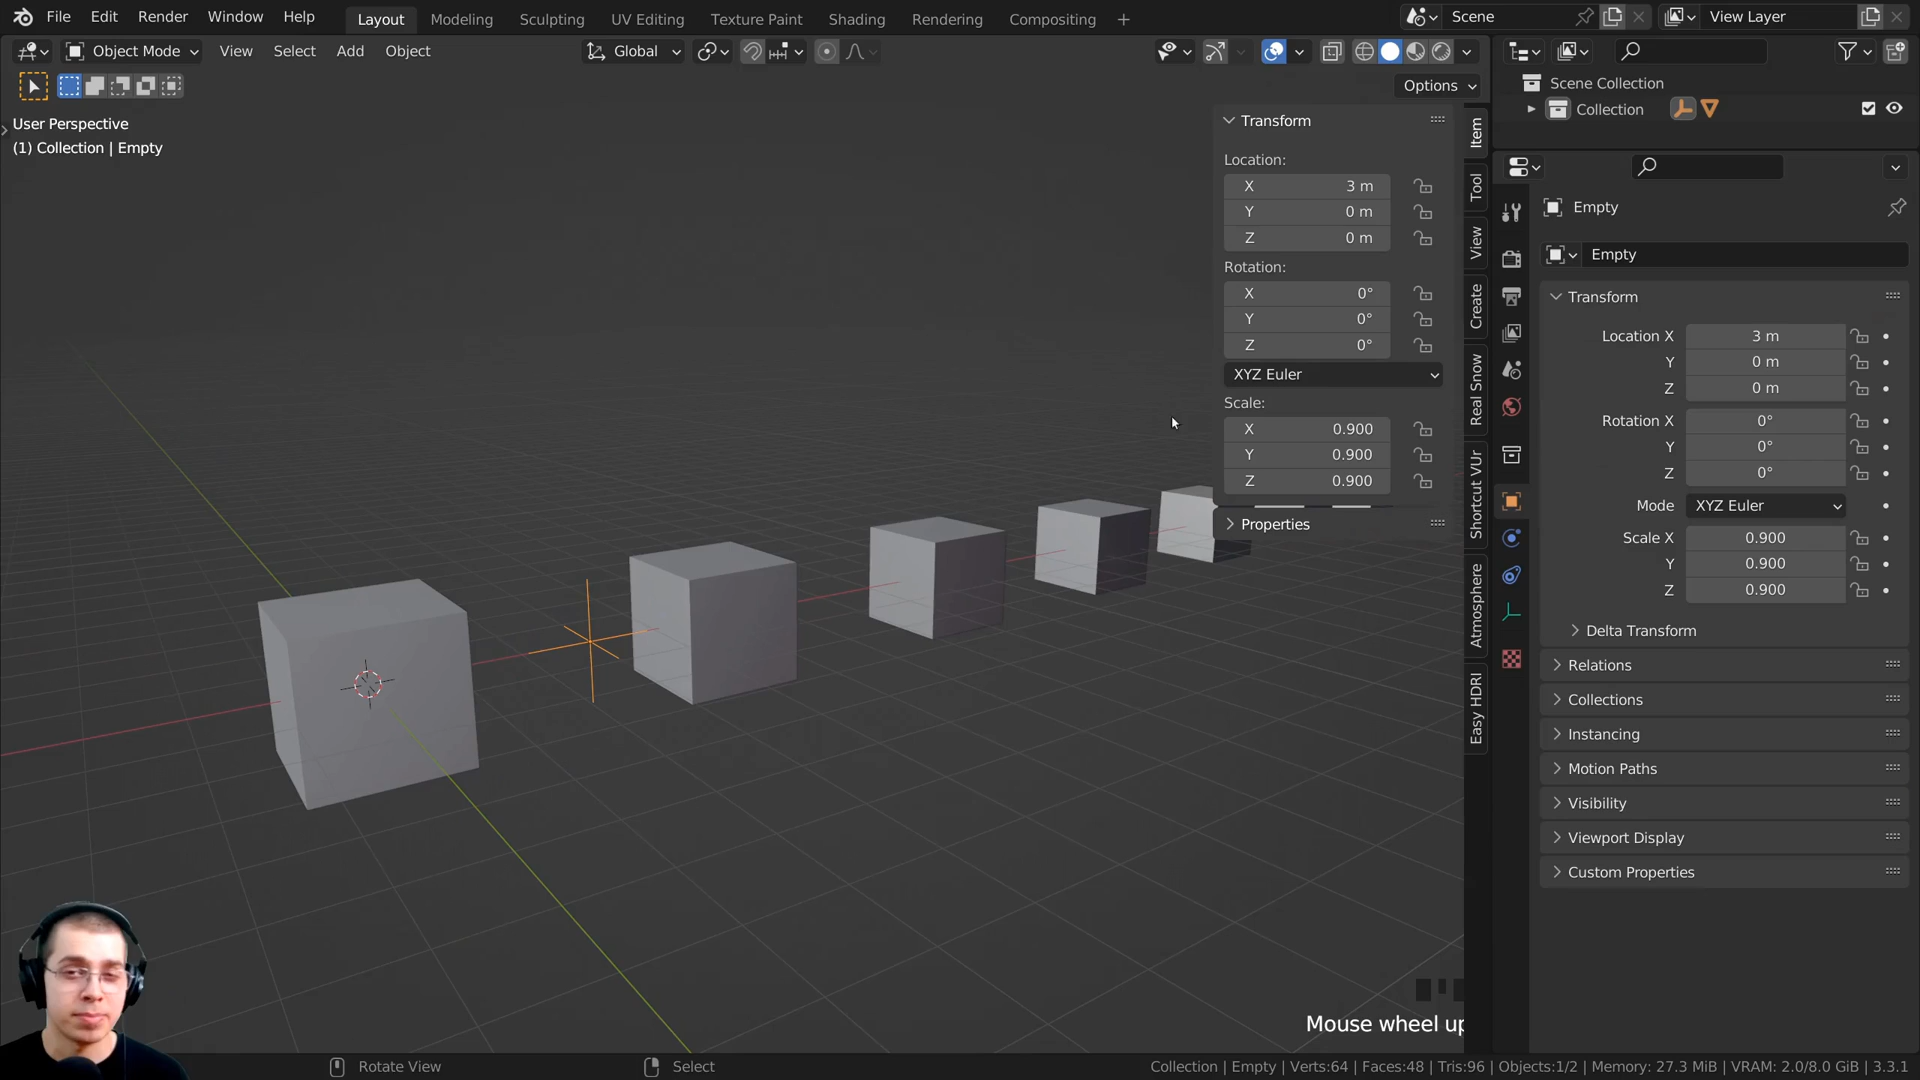 File Edit Render Window Help Layout Modeling Sculpting UV Editing Texture Paint Shading Rendering Compositing + Scene View Layer
Object Mode View Select Add Object Global
Options
User Perspective
(1) Collection | Empty
Transform
Location:
X 3 m
Y 0 m
Z 0 m
Rotation:
X 0°
Y 0°
Z 0°
XYZ Euler
Scale:
X 0.900
Y 0.900
Z 0.900
Properties
Item
Tool
View
Create
Real Snow
Shortcut VUr
Atmosphere
Easy HDRI
Scene Collection
Collection
Empty
Empty
Transform
Location X 3 m
Y 0 m
Z 0 m
Rotation X 0°
Y 0°
Z 0°
Mode XYZ Euler
Scale X 0.900
Y 0.900
Z 0.900
Delta Transform
Relations
Collections
Instancing
Motion Paths
Visibility
Viewport Display
Custom Properties
Mouse wheel up
Rotate View Select Collection | Empty | Verts:64 | Faces:48 | Tris:96 | Objects:1/2 | Memory: 27.3 MiB | VRAM: 2.0/8.0 GiB | 3.3.1